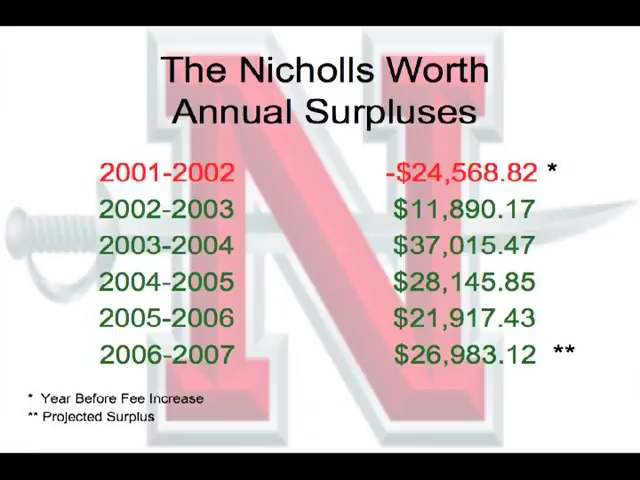 The Nicholls Worth
Annual Surpluses
2001-2002 -$24,568.82 *
2002-2003 $11,890.17
2003-2004 $37,015.47
2004-2005 $28,145.85
2005-2006 $21,917.43
2006-2007 $26,983.12 **
* Year Before Fee Increase
** Projected Surplus
N